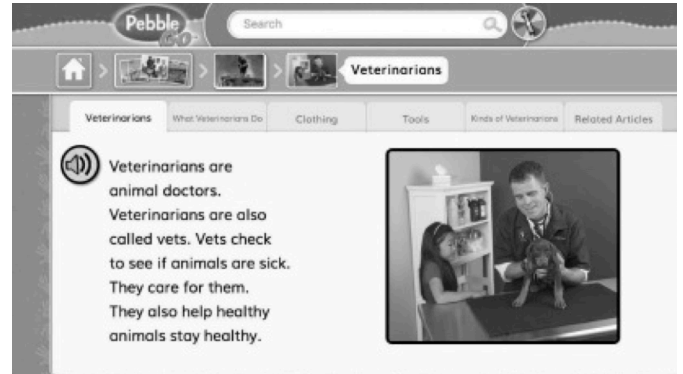 Pebble
Go
Search
Veterinarians
Veterinarians What Veterinarians Do Clothing Tools Kinds of Veterinarians Related Articles
Veterinarians are
animal doctors.
Veterinarians are also
called vets. Vets check
to see if animals are sick.
They care for them.
They also help healthy
animals stay healthy.